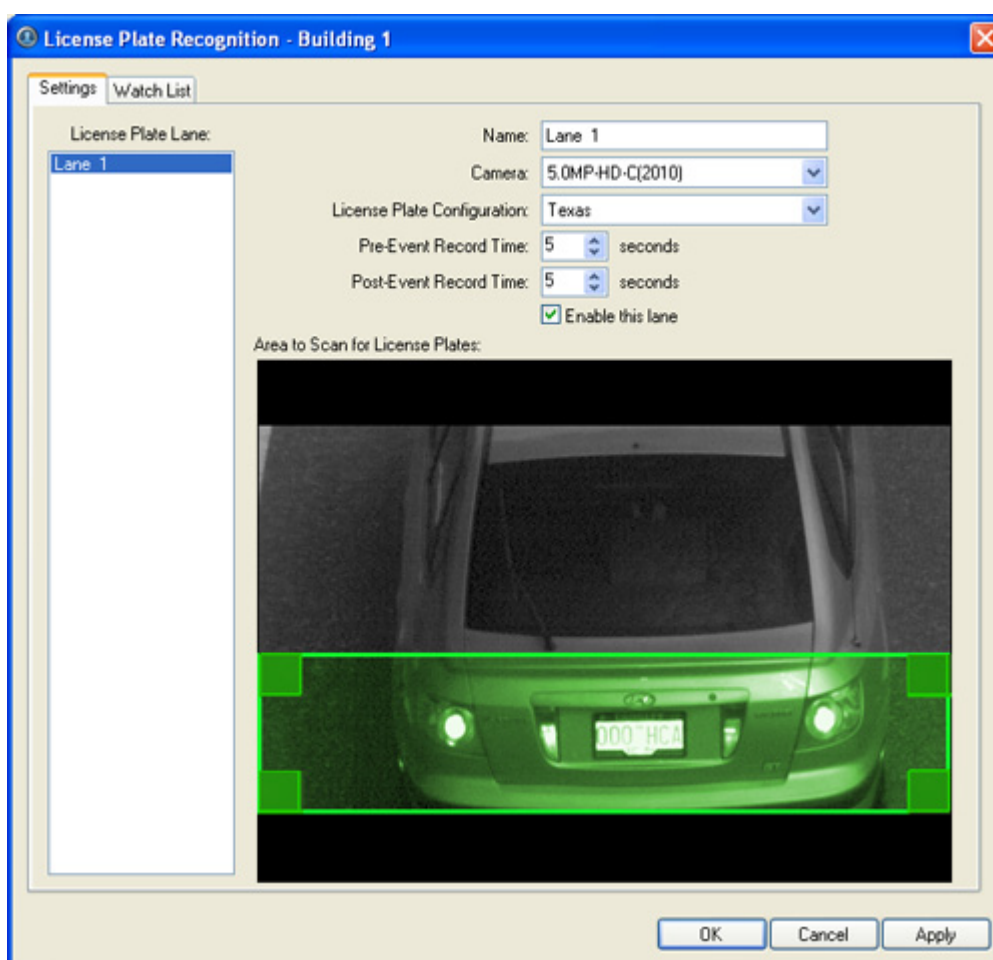 License Plate Recognition - Building 1
Settings
Watch List
License Plate Lane:
Lane 1
Name:
Lane 1
Camera:
5.0MP-HD-C(2010)
License Plate Configuration:
Texas
Pre-Event Record Time:
5
seconds
Post-Event Record Time:
5
seconds
Enable this lane
Area to Scan for License Plates:
000 HCA
OK
Cancel
Apply